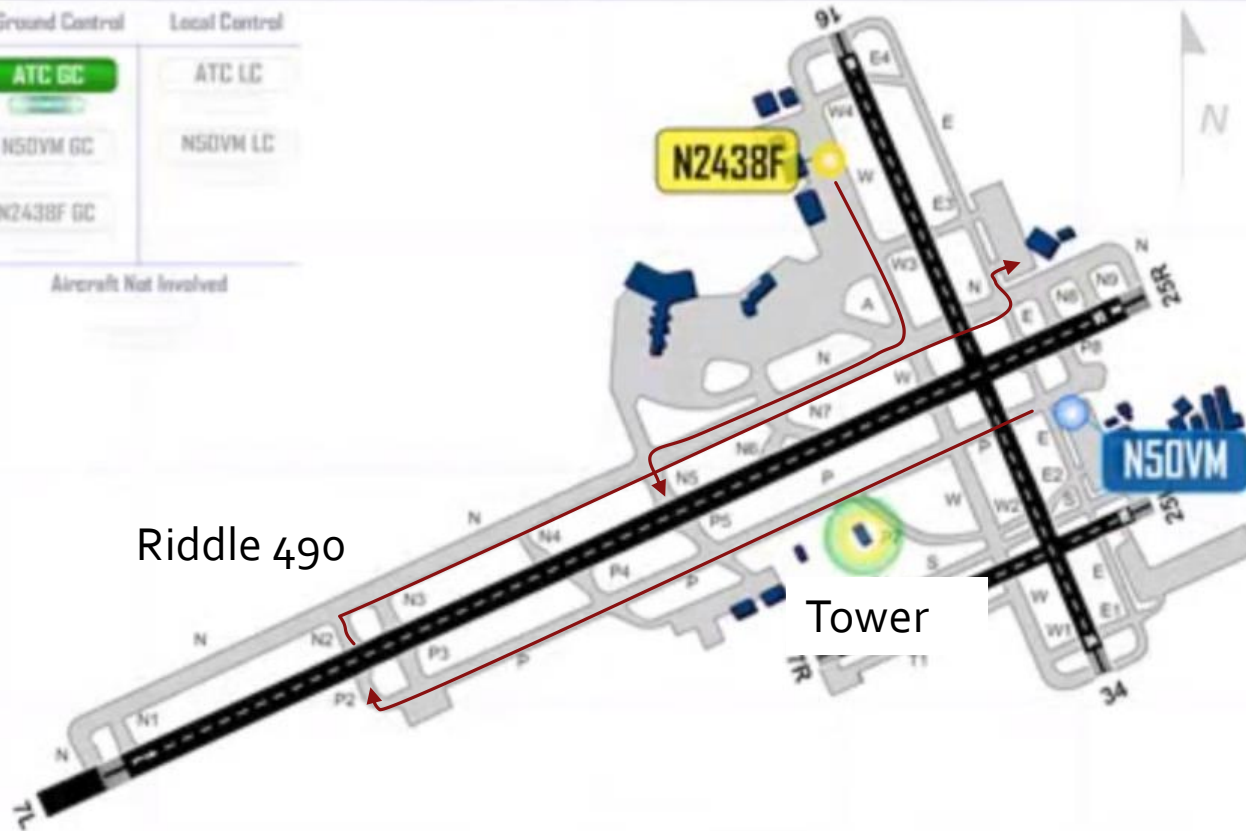 Ground Control
Local Control
ATC GC
ATC LC
N50VM GC
N50VM LC
N2438F GC
Aircraft Not Involved
16
E4
W4
E
N
N2438F
W
E3
W3
N
N
A
N8
N9
25R
E
N
W
P8
N7
N6
P
E
N50VM
N5
P
E2
W
W2
S
25
N
P5
N4
P7
S
Riddle 490
P4
P
N3
Tower
W
E
E1
N
N2
P3
P
W1
7R
T1
34
P2
N1
N
7L